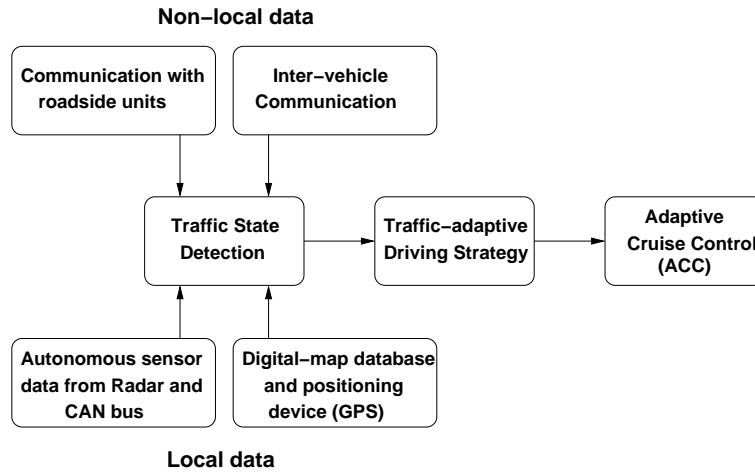 Non-local data
Communication with
roadside units
Inter-vehicle
Communication
Traffic State
Detection
Traffic-adaptive
Driving Strategy
Adaptive
Cruise Control
(ACC)
Autonomous sensor
data from Radar and
CAN bus
Digital-map database
and positioning
device (GPS)
Local data